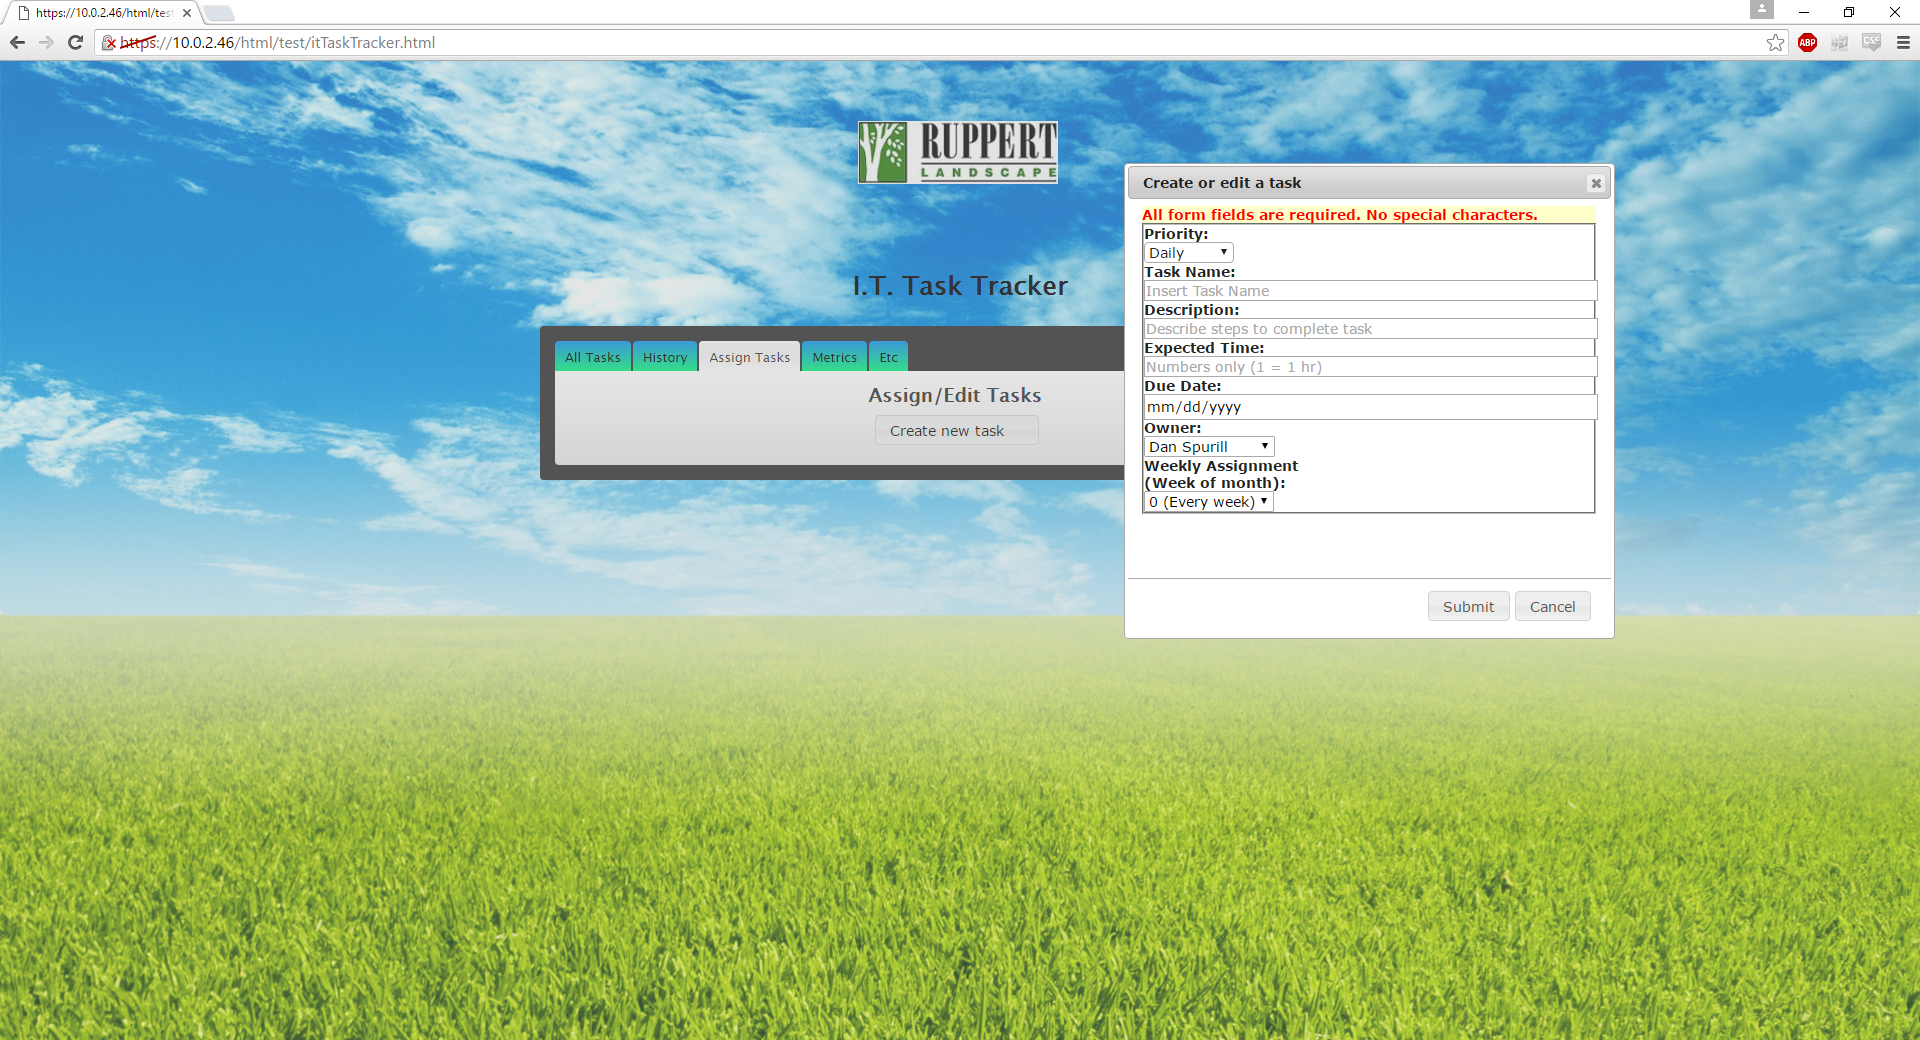 https://10.0.2.46/html/tes
https://10.0.2.46/html/test/itTaskTracker.html
ABP
CSS
RUPPERT
LANDSCAPE
I.T. Task Tracker
All Tasks
History
Assign Tasks
Metrics
Etc
Assign/Edit Tasks
Create new task
Create or edit a task
All form fields are required. No special characters.
Priority:
Daily
Task Name:
Insert Task Name
Description:
Describe steps to complete task
Expected Time:
Numbers only (1 = 1 hr)
Due Date:
mm/dd/yyyy
Owner:
Dan Spurill
Weekly Assignment
(Week of month):
0 (Every week)
Submit
Cancel